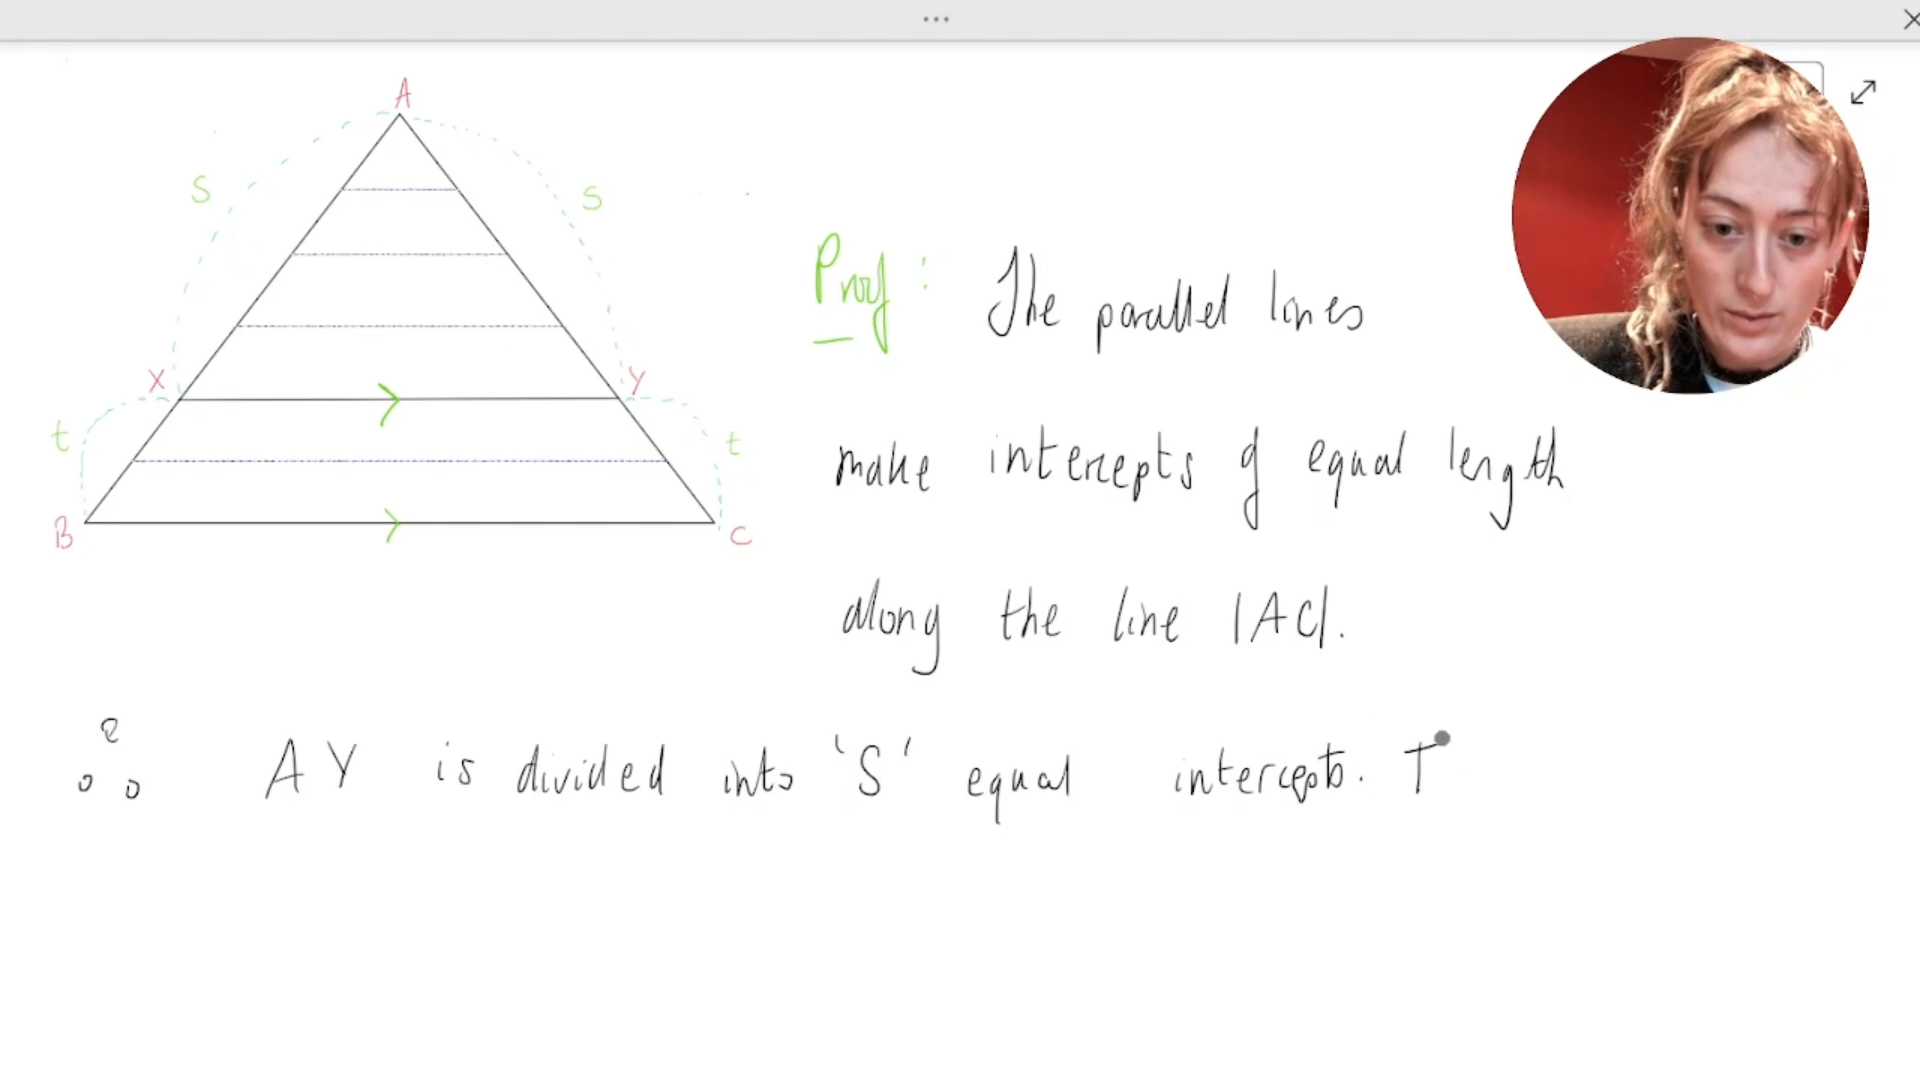 A
S
S
X
Y
t
t
B
C
Proof: The parallel lines
make intercepts of equal length
along the line |AC|.
∴ AY is divided into 'S' equal intercepts. T